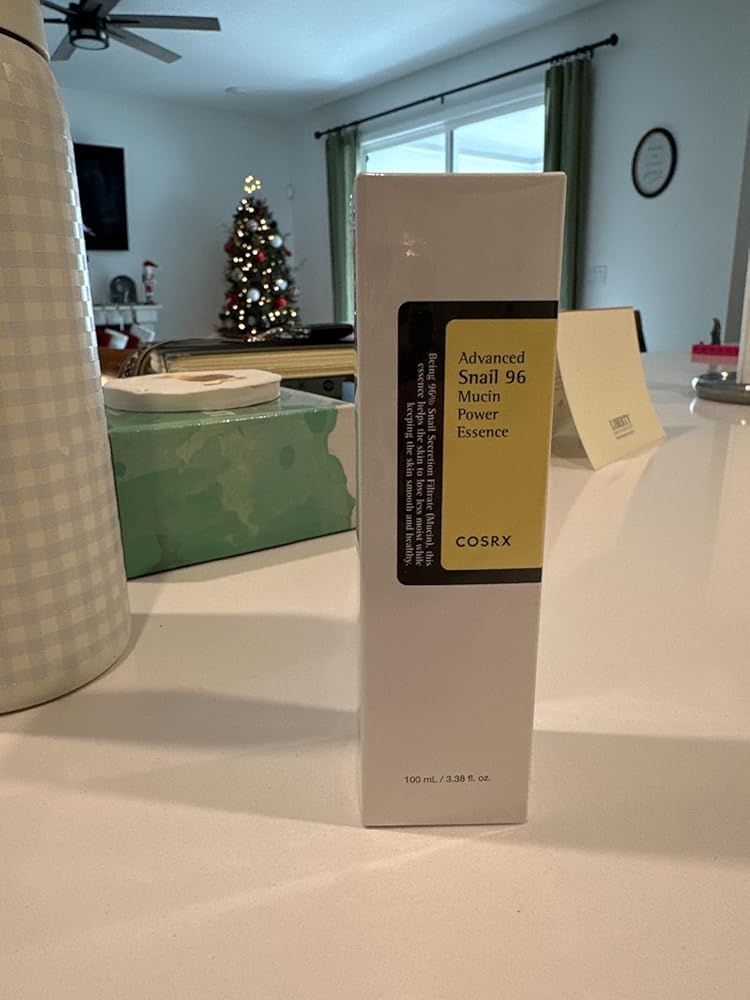 Advanced
Snail 96
Mucin
Power
Essence
COSRX
Being 96% Snail Secretion Filtrate (Mucin), this
essence helps the skin to lose less moist while
keeping the skin smooth and healthy.
100 mL / 3.38 fl. oz.
LIBERTY